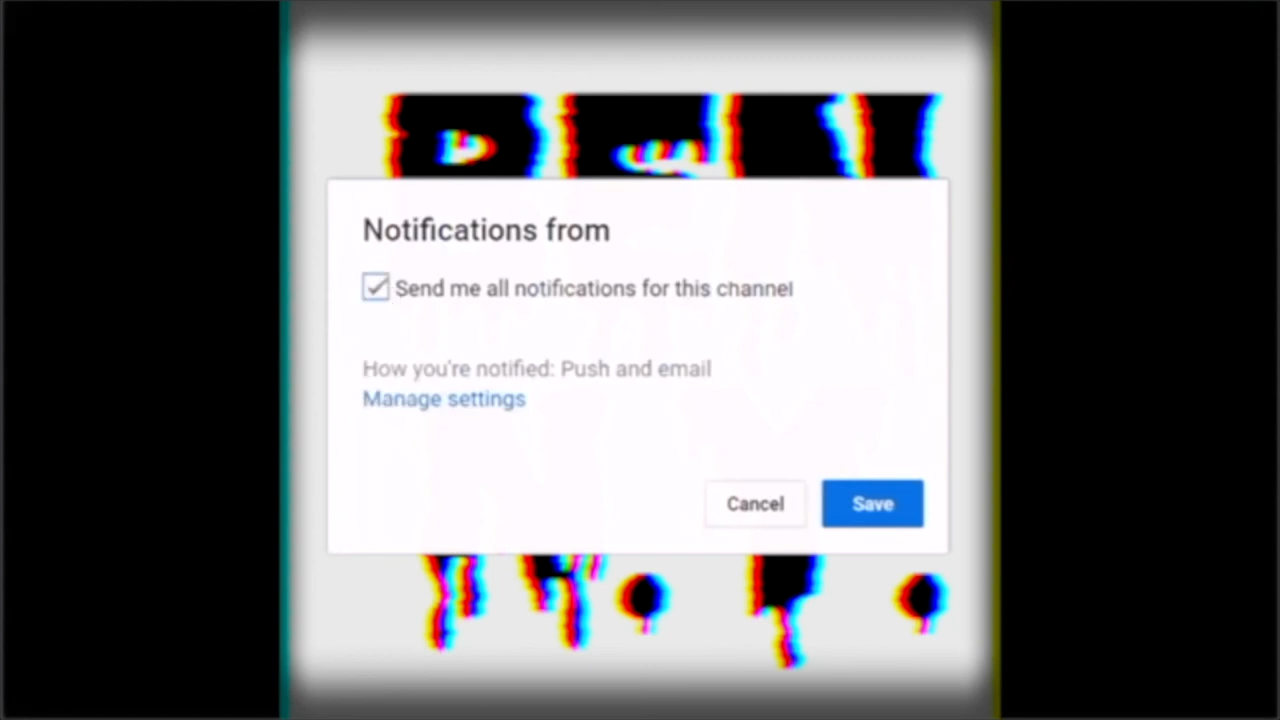 Notifications from
Send me all notifications for this channel
How you're notified: Push and email
Manage settings
Cancel
Save